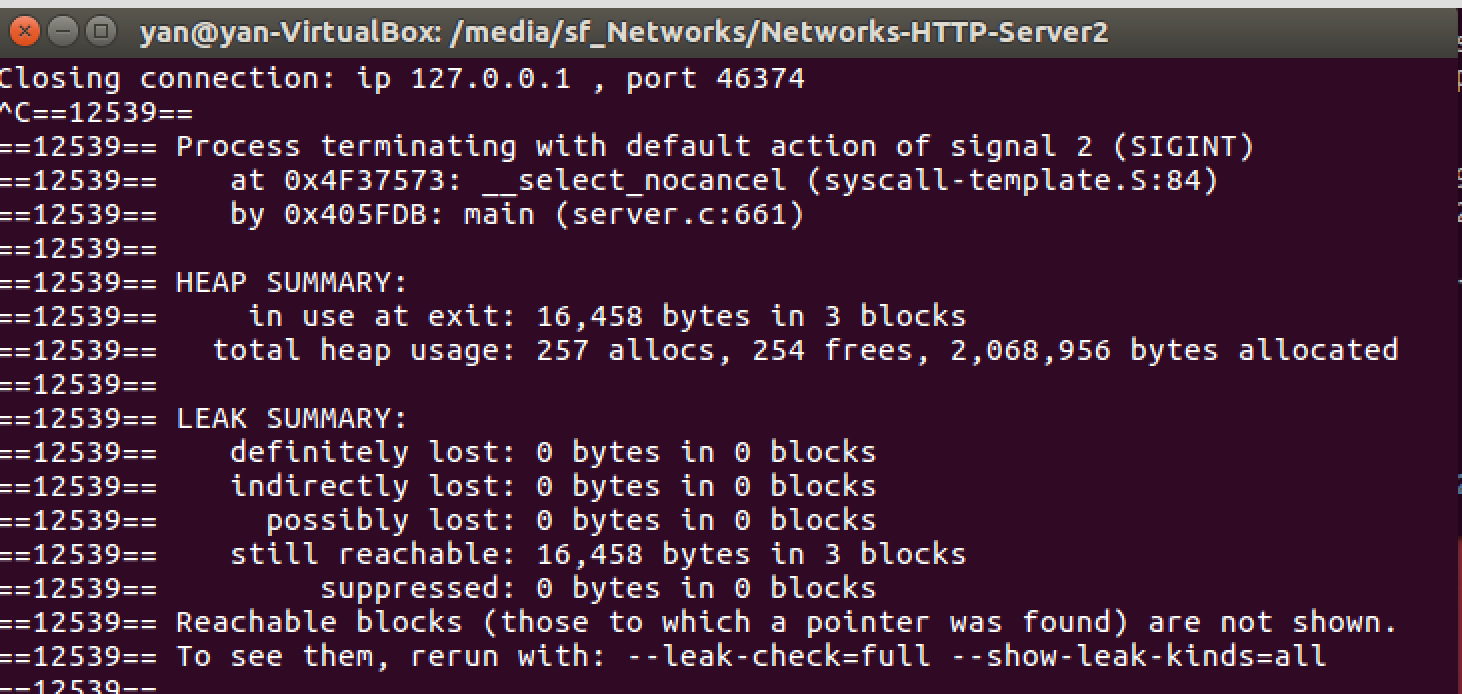 yan@yan-VirtualBox: /media/sf_Networks/Networks-HTTP-Server2
Closing connection: ip 127.0.0.1 , port 46374
^C==12539==
==12539== Process terminating with default action of signal 2 (SIGINT)
==12539==    at 0x4F37573: __select_nocancel (syscall-template.S:84)
==12539==    by 0x405FDB: main (server.c:661)
==12539==
==12539== HEAP SUMMARY:
==12539==     in use at exit: 16,458 bytes in 3 blocks
==12539==   total heap usage: 257 allocs, 254 frees, 2,068,956 bytes allocated
==12539==
==12539== LEAK SUMMARY:
==12539==    definitely lost: 0 bytes in 0 blocks
==12539==    indirectly lost: 0 bytes in 0 blocks
==12539==      possibly lost: 0 bytes in 0 blocks
==12539==    still reachable: 16,458 bytes in 3 blocks
==12539==         suppressed: 0 bytes in 0 blocks
==12539== Reachable blocks (those to which a pointer was found) are not shown.
==12539== To see them, rerun with: --leak-check=full --show-leak-kinds=all
==12539==